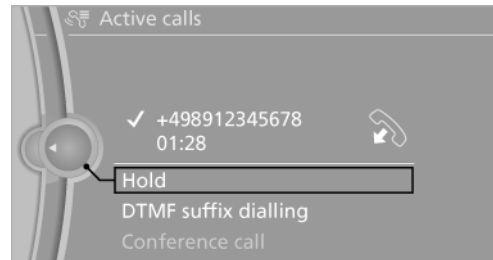 Active calls
+498912345678
01:28
Hold
DTMF suffix dialling
Conference call